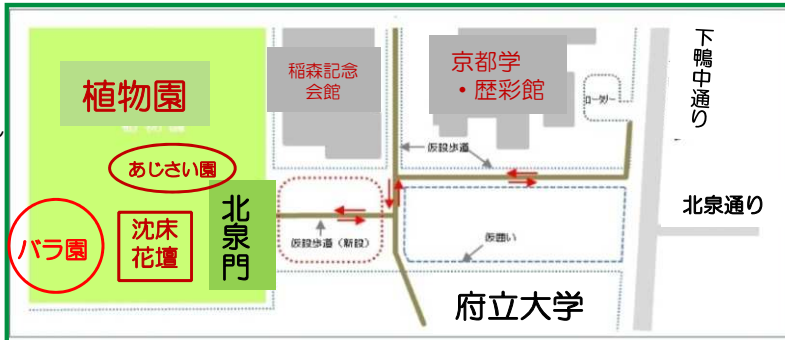 植物園
あじさい園
バラ園
沈床
花壇
北泉門
稲森記念
会館
京都学
・歴彩館
ロータリー
仮設歩道
仮設歩道（新設）
仮囲い
府立大学
下鴨中通り
北泉通り